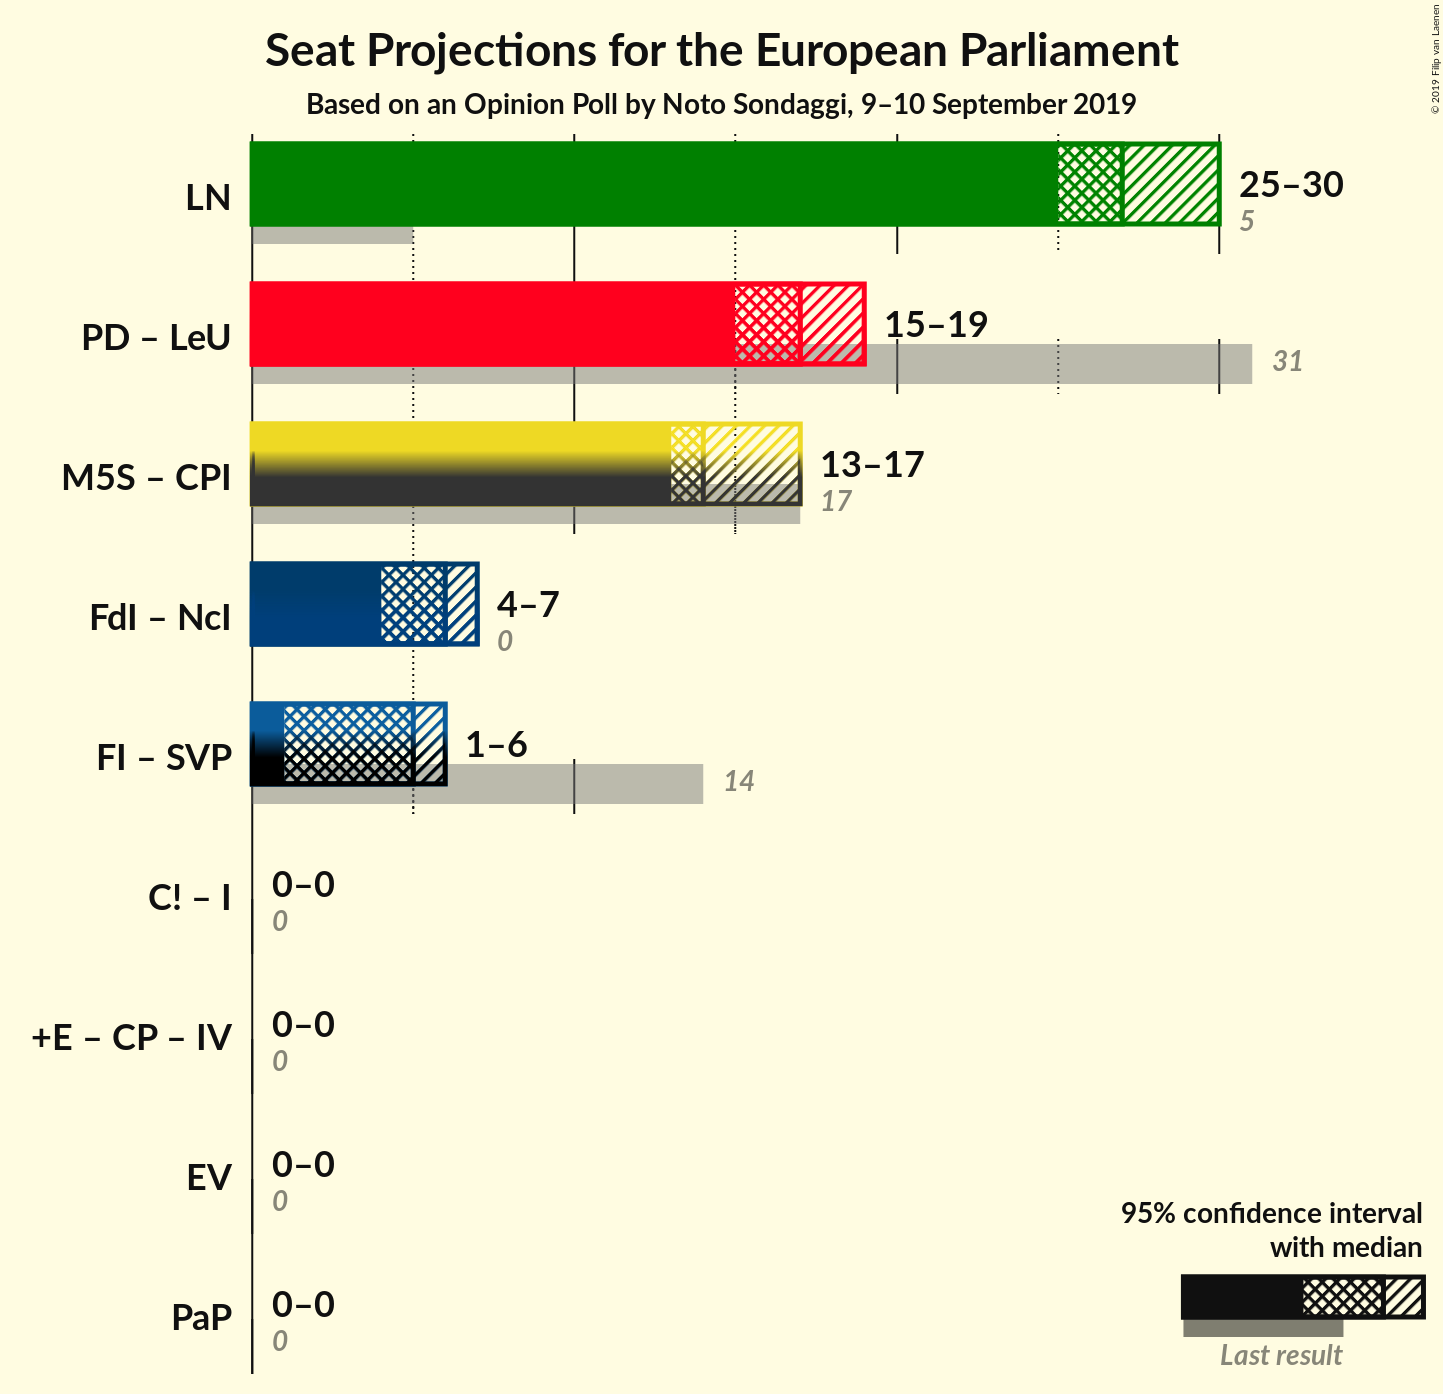 Seat Projections for the European Parliament
Based on an Opinion Poll by Noto Sondaggi, 9–10 September 2019
© 2019 Filip van Laenen
LN
25–30
5
PD – LeU
15–19
31
M5S – CPI
13–17
17
FdI – NcI
4–7
0
FI – SVP
1–6
14
C! – I
0–0
0
+E – CP – IV
0–0
0
EV
0–0
0
PaP
0–0
0
95% confidence interval
with median
Last result